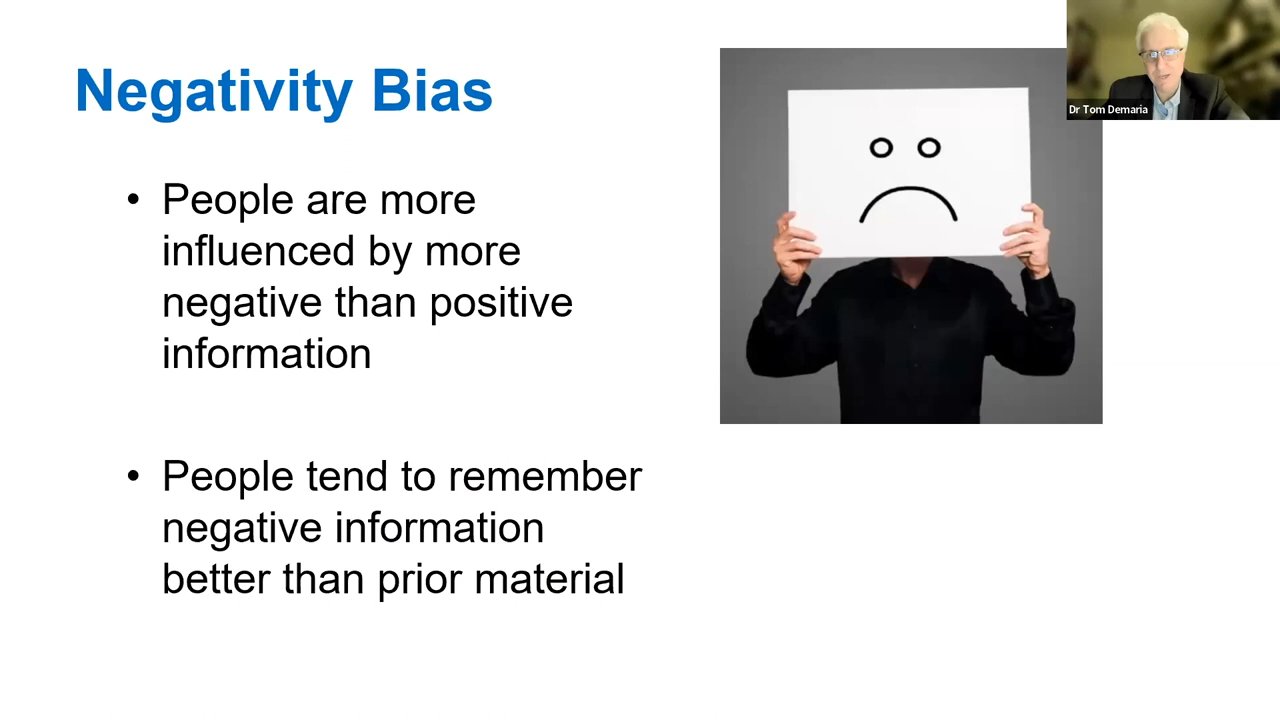 Negativity Bias
• People are more
influenced by more
negative than positive
information
• People tend to remember
negative information
better than prior material
Dr Tom Demaria